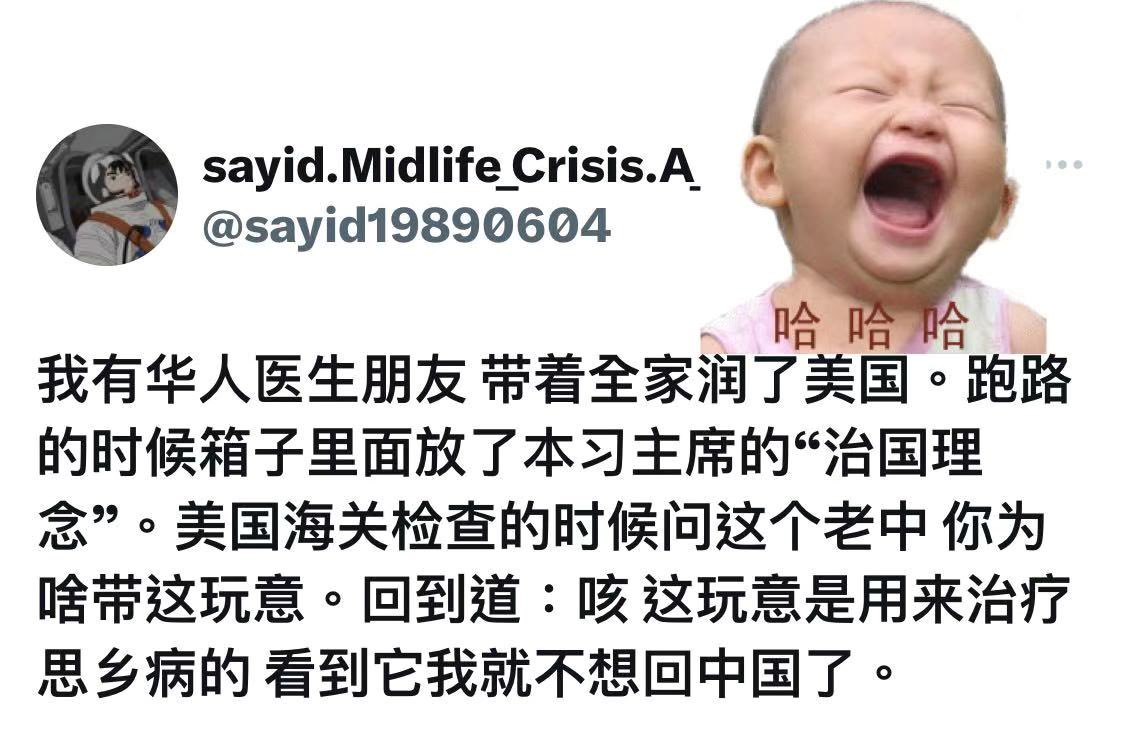 sayid.Midlife_Crisis.A_
@sayid19890604
哈 哈 哈
我有华人医生朋友 带着全家润了美国。跑路
的时候箱子里面放了本习主席的“治国理
念”。美国海关检查的时候问这个老中 你为
啥带这玩意。回到道：咳 这玩意是用来治疗
思乡病的 看到它我就不想回中国了。